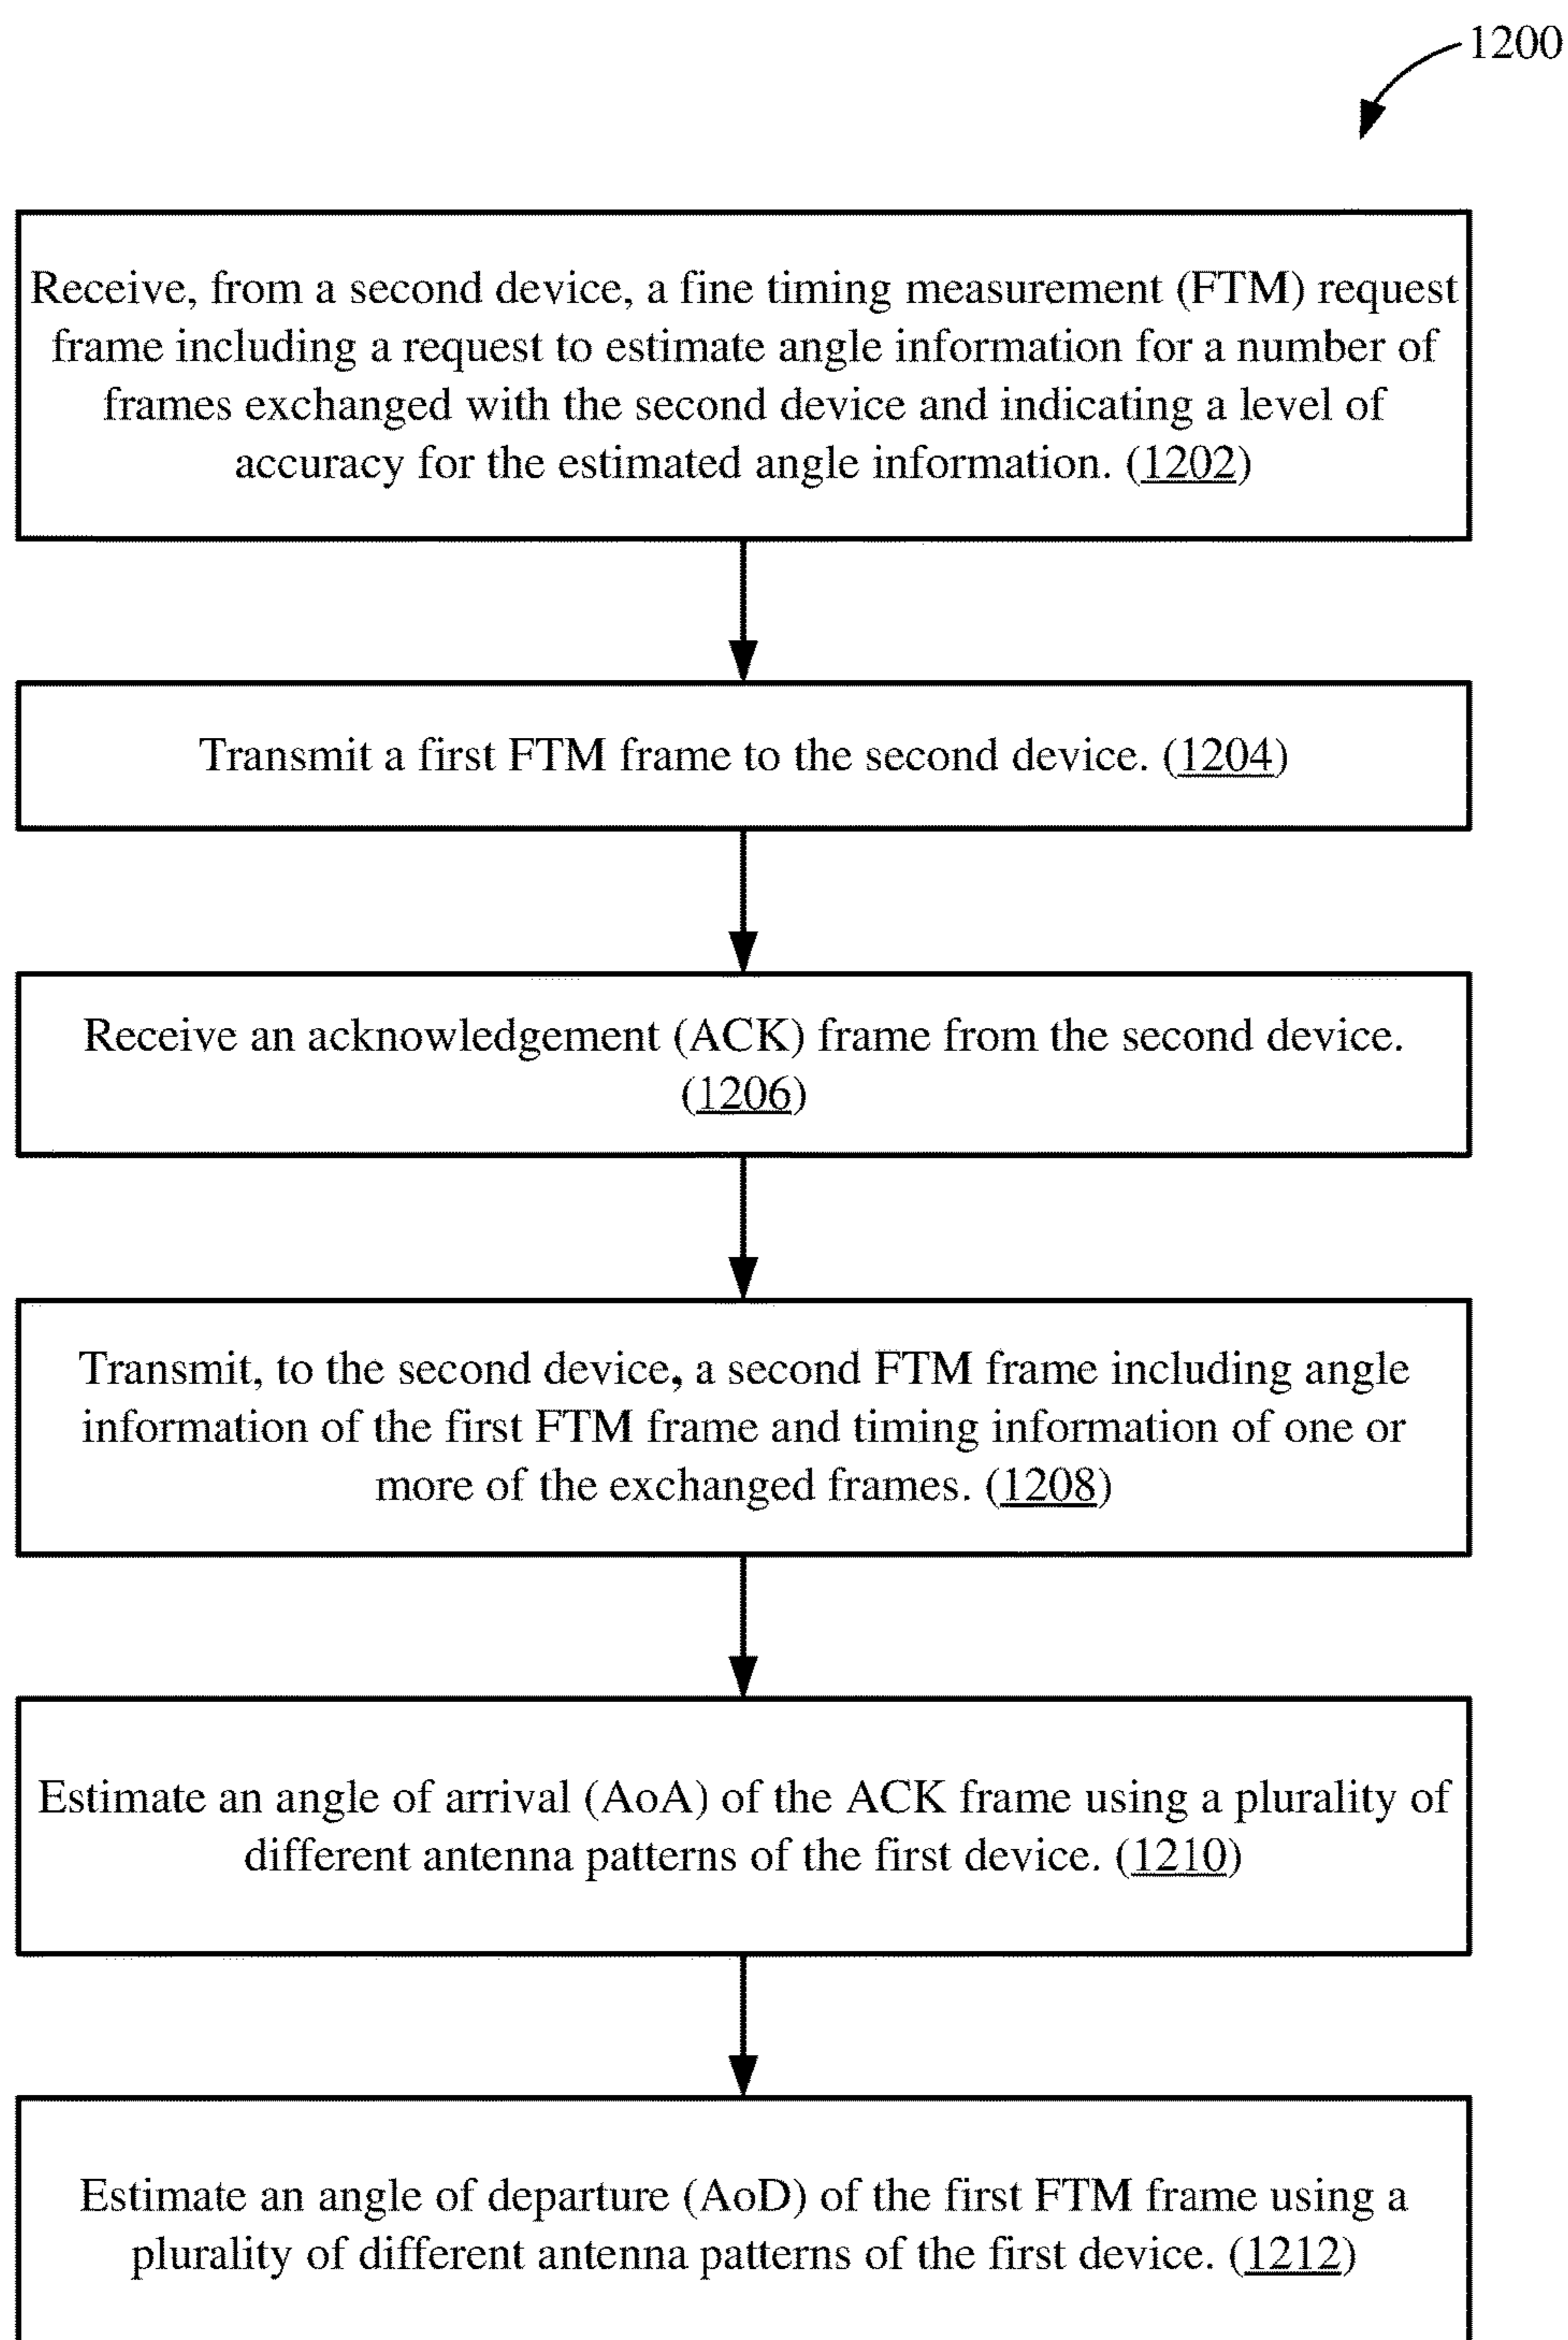 1200
Receive, from a second device, a fine timing measurement (FTM) request
frame including a request to estimate angle information for a number of
frames exchanged with the second device and indicating a level of
accuracy for the estimated angle information. (1202)
Transmit a first FTM frame to the second device. (1204)
Receive an acknowledgement (ACK) frame from the second device.
(1206)
Transmit, to the second device, a second FTM frame including angle
information of the first FTM frame and timing information of one or
more of the exchanged frames. (1208)
Estimate an angle of arrival (AoA) of the ACK frame using a plurality of
different antenna patterns of the first device. (1210)
Estimate an angle of departure (AoD) of the first FTM frame using a
plurality of different antenna patterns of the first device. (1212)